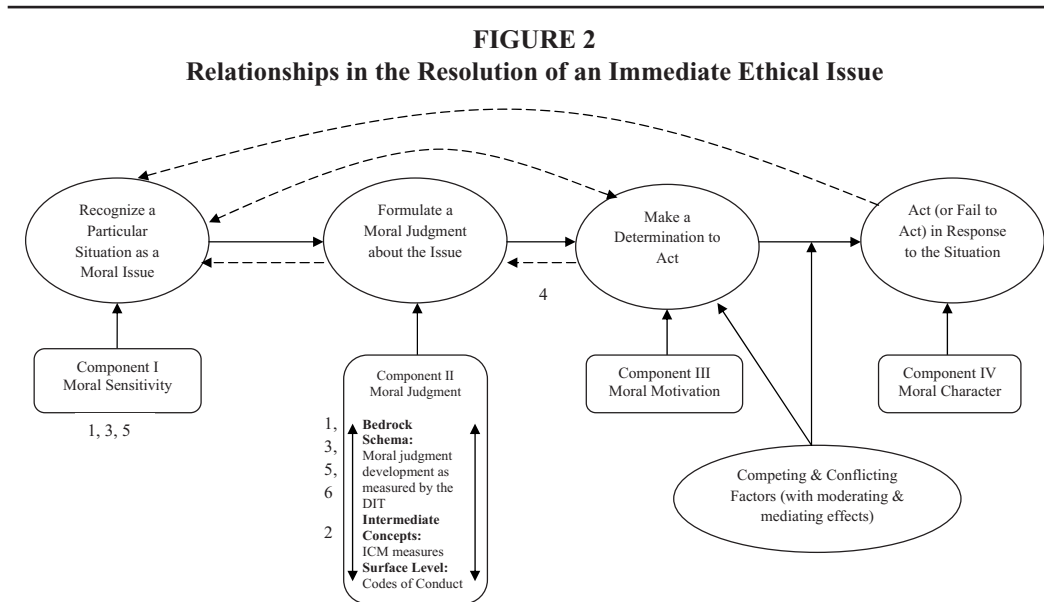 FIGURE 2
Relationships in the Resolution of an Immediate Ethical Issue
Recognize a
Particular
Situation as a
Moral Issue
Formulate a
Moral Judgment
about the Issue
Make a
Determination to
Act
Act (or Fail to
Act) in Response
to the Situation
4
Component I
Moral Sensitivity
1, 3, 5
Component II
Moral Judgment
1,
3,
5,
6
2
Bedrock
Schema:
Moral judgment
development as
measured by the
DIT
Intermediate
Concepts:
ICM measures
Surface Level:
Codes of Conduct
Component III
Moral Motivation
Component IV
Moral Character
Competing & Conflicting
Factors (with moderating &
mediating effects)